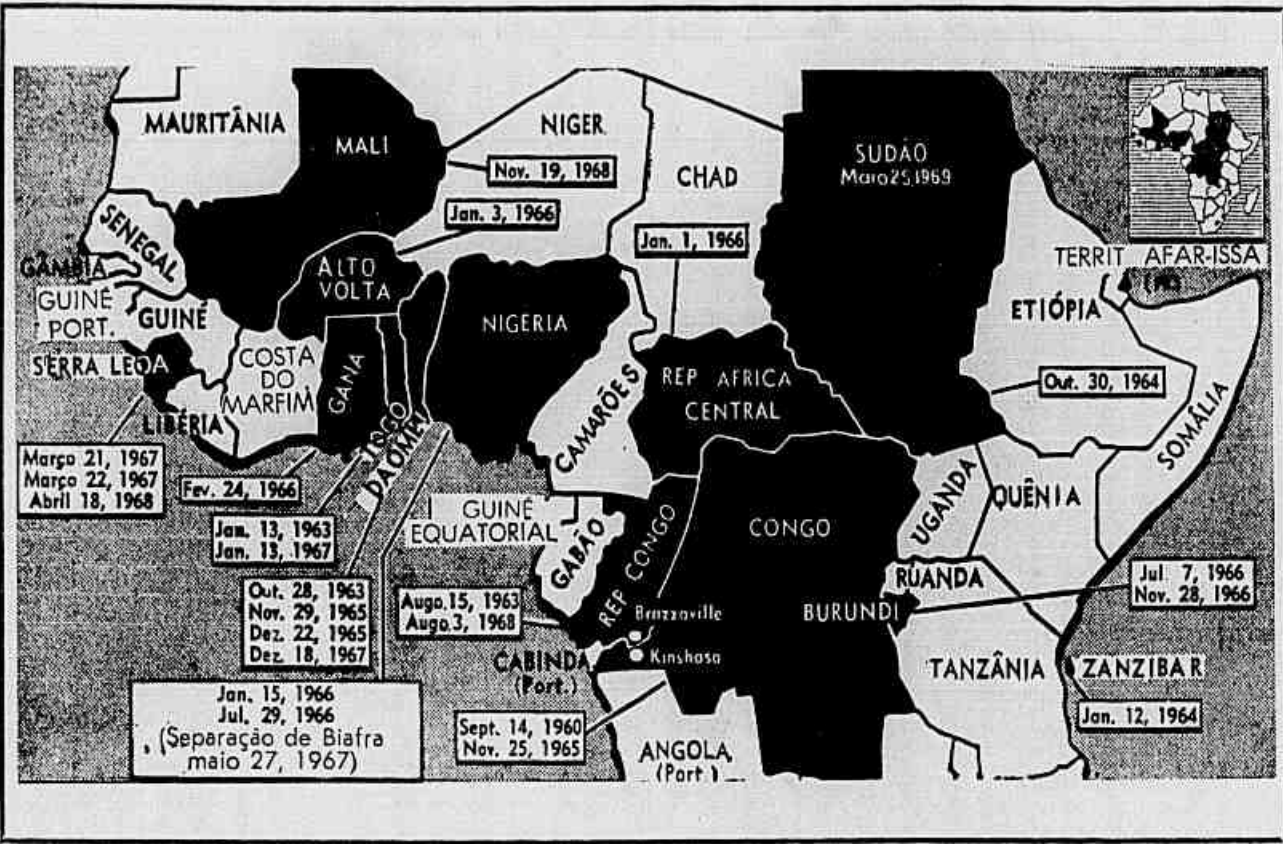 MAURITÂNIA
MALI
NIGER
Nov. 19, 1968
Jan. 3, 1966
CHAD
Jan. 1, 1966
SUDÃO
Maio 25, 1969
TERRIT AFAR-ISSA
SENEGAL
GÂMBIA
GUINÉ
PORT.
GUINÉ
SERRA LEOA
ALTO
VOLTA
NIGERIA
ETIÓPIA
COSTA
DO
MARFIM
GANA
LIBÉRIA
TOGO
DAOMEI
CAMARÕES
REP AFRICA
CENTRAL
Out. 30, 1964
SOMÁLIA
Março 21, 1967
Março 22, 1967
Abril 18, 1968
Fev. 24, 1966
Jan. 13, 1963
Jan. 13, 1967
GUINÉ
EQUATORIAL
GABÃO
REP CONGO
CONGO
UGANDA
QUÊNIA
RUANDA
BURUNDI
Jul 7, 1966
Nov. 28, 1966
Out. 28, 1963
Nov. 29, 1965
Dez. 22, 1965
Dez. 18, 1967
Augo.15, 1963
Augo.3, 1968
Brazzaville
Kinshasa
CABINDA
(Port.)
TANZÂNIA
ZANZIBAR
Jan. 12, 1964
Jan. 15, 1966
Jul. 29, 1966
(Separação de Biafra
maio 27, 1967)
Sept. 14, 1960
Nov. 25, 1965
ANGOLA
(Port.)